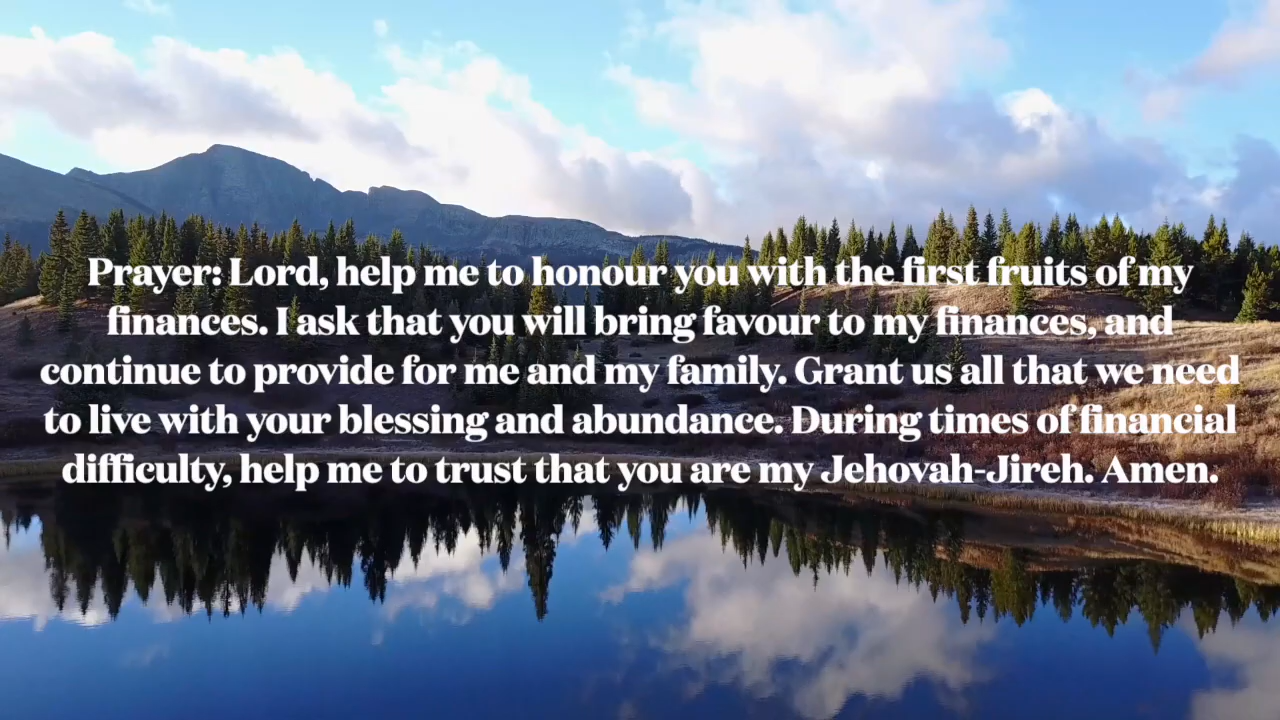 Prayer: Lord, help me to honour you with the first fruits of my
finances. I ask that you will bring favour to my finances, and
continue to provide for me and my family. Grant us all that we need
to live with your blessing and abundance. During times of financial
difficulty, help me to trust that you are my Jehovah-Jireh. Amen.